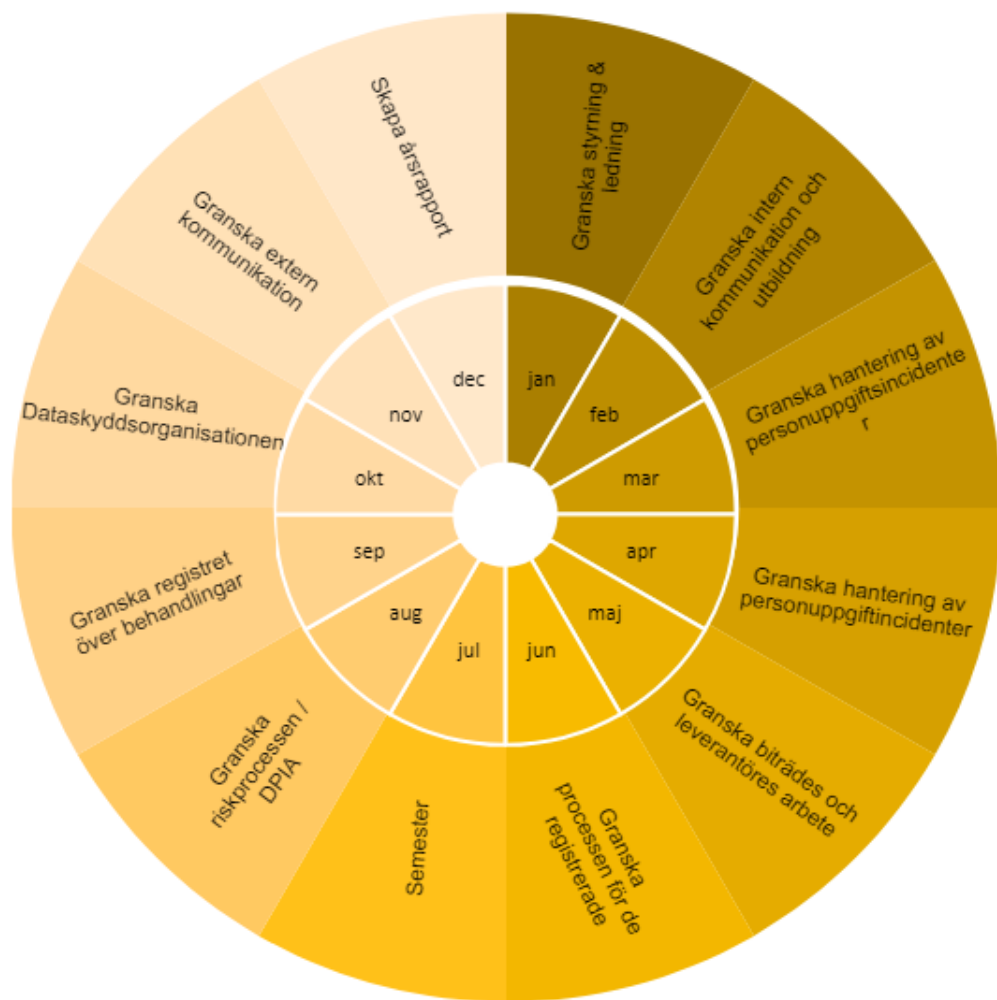 Granska styrning &
ledning
Granska intern
kommunikation och
utbildning
Granska hantering av
personuppgiftsincidente
r
Granska hantering av
personuppgiftincidenter
Granska biträdes och
leverantöres arbete
Granska
processen för de
registrerade
Semester
Granska
riskprocessen /
DPIA
Granska registret
över behandlingar
Granska
Dataskyddsorganisationen
Granska extern
kommunikation
Skapa årsrapport
jan
feb
mar
apr
maj
jun
jul
aug
sep
okt
nov
dec